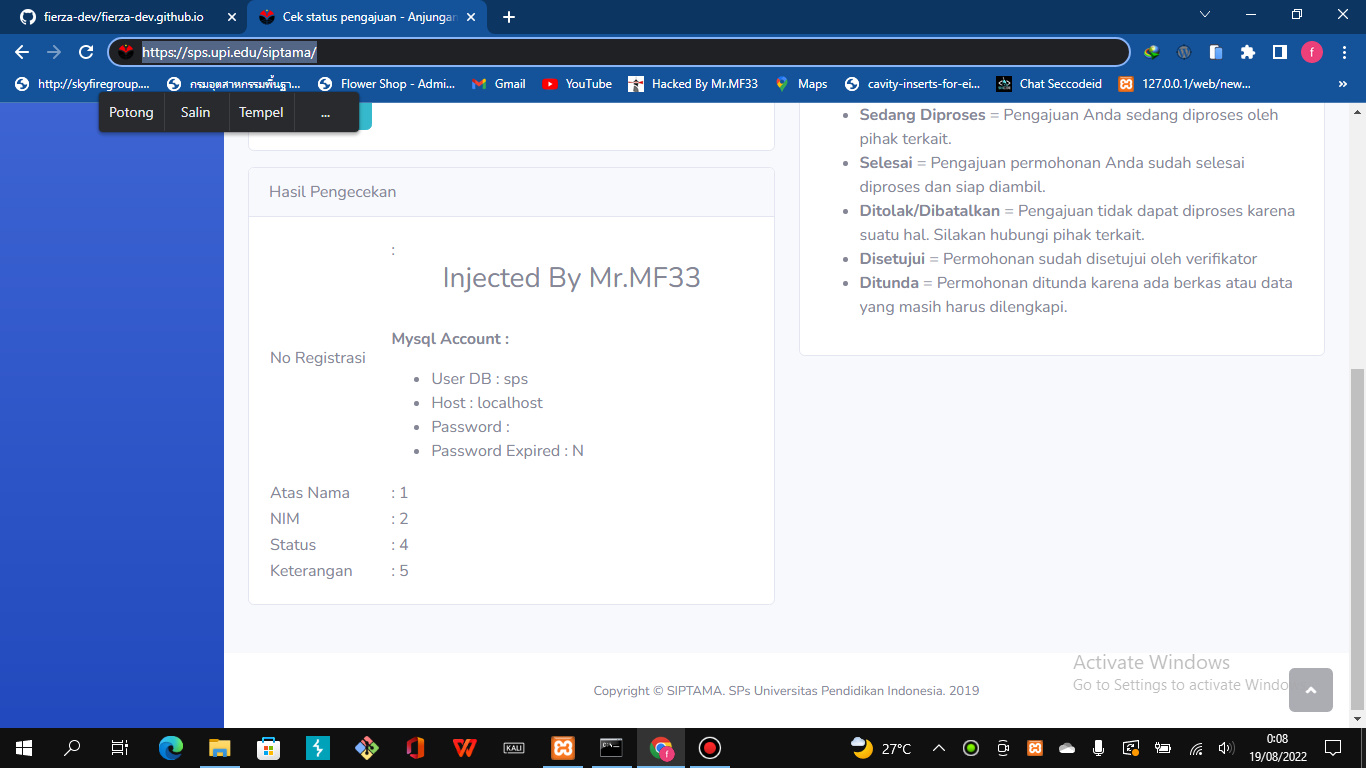 fierza-dev/fierza-dev.github.io
Cek status pengajuan - Anjungan
https://sps.upi.edu/siptama/
f
http://skyfiregroup....
กรมอุตสาหกรรมพื้นฐา...
Flower Shop - Admi...
Gmail
YouTube
Hacked By Mr.MF33
Maps
cavity-inserts-for-ei...
Chat Seccodeid
127.0.0.1/web/new...
»
Potong
Salin
Tempel
...
Sedang Diproses = Pengajuan Anda sedang diproses oleh
pihak terkait.
Selesai = Pengajuan permohonan Anda sudah selesai
diproses dan siap diambil.
Ditolak/Dibatalkan = Pengajuan tidak dapat diproses karena
suatu hal. Silakan hubungi pihak terkait.
Disetujui = Permohonan sudah disetujui oleh verifikator
Ditunda = Permohonan ditunda karena ada berkas atau data
yang masih harus dilengkapi.
Hasil Pengecekan
No Registrasi
:
Injected By Mr.MF33
Mysql Account :
User DB : sps
Host : localhost
Password :
Password Expired : N
Atas Nama : 1
NIM : 2
Status : 4
Keterangan : 5
Copyright © SIPTAMA. SPs Universitas Pendidikan Indonesia. 2019
Activate Windows
Go to Settings to activate Windo
KALI
f
27°C
0:08
19/08/2022